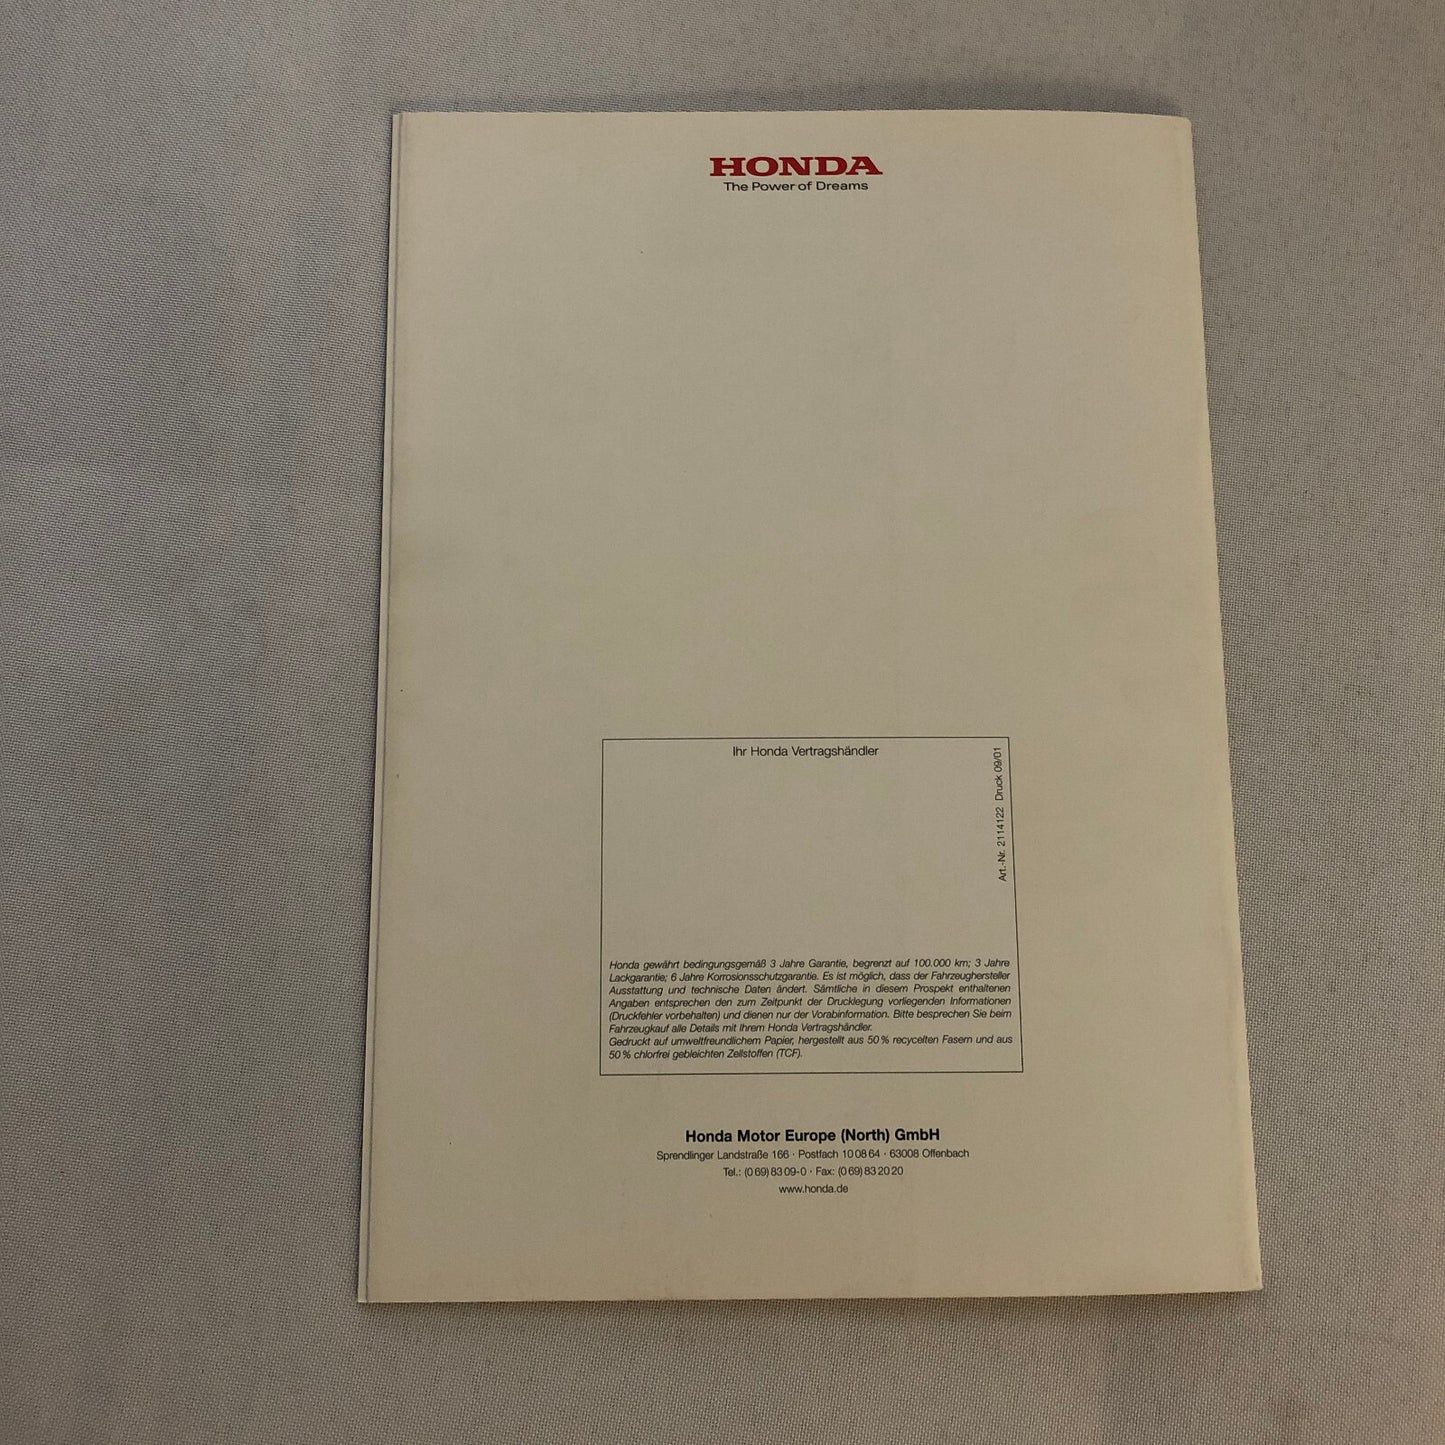 HONDA
The Power of Dreams
Ihr Honda Vertragshändler
Art.-Nr. 2114122 Druck 09/01
Honda gewährt bedingungsgemäß 3 Jahre Garantie, begrenzt auf 100.000 km; 3 Jahre
Lackgarantie; 6 Jahre Korrosionsschutzgarantie. Es ist möglich, dass der Fahrzeughersteller
Ausstattung und technische Daten ändert. Sämtliche in diesem Prospekt enthaltenen
Angaben entsprechen den zum Zeitpunkt der Drucklegung vorliegenden Informationen
(Druckfehler vorbehalten) und dienen nur der Vorabinformation. Bitte besprechen Sie beim
Fahrzeugkauf alle Details mit Ihrem Honda Vertragshändler.
Gedruckt auf umweltfreundlichem Papier, hergestellt aus 50 % recycelten Fasern und aus
50 % chlorfrei gebleichten Zellstoffen (TCF).
Honda Motor Europe (North) GmbH
Sprendlinger Landstraße 166 · Postfach 10 08 64 · 63008 Offenbach
Tel.: (0 69) 83 09-0 · Fax: (0 69) 83 20 20
www.honda.de